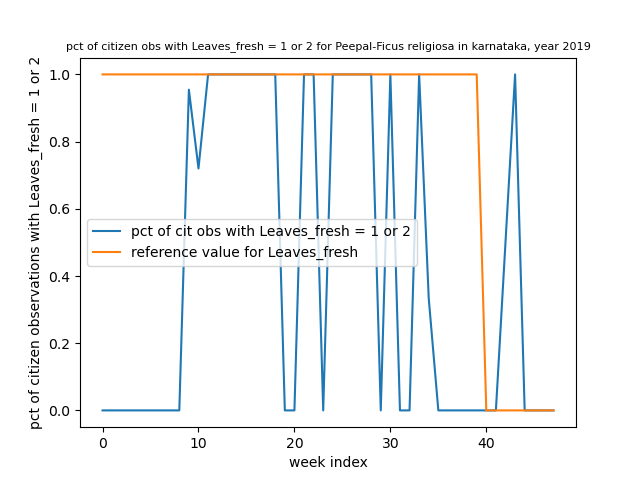 pct of citizen obs with Leaves_fresh = 1 or 2 for Peepal-Ficus religiosa in karnataka, year 2019
pct of citizen observations with Leaves_fresh = 1 or 2
1.0
0.8
0.6
0.4
0.2
0.0
pct of cit obs with Leaves_fresh = 1 or 2
reference value for Leaves_fresh
0 10 20 30 40
week index